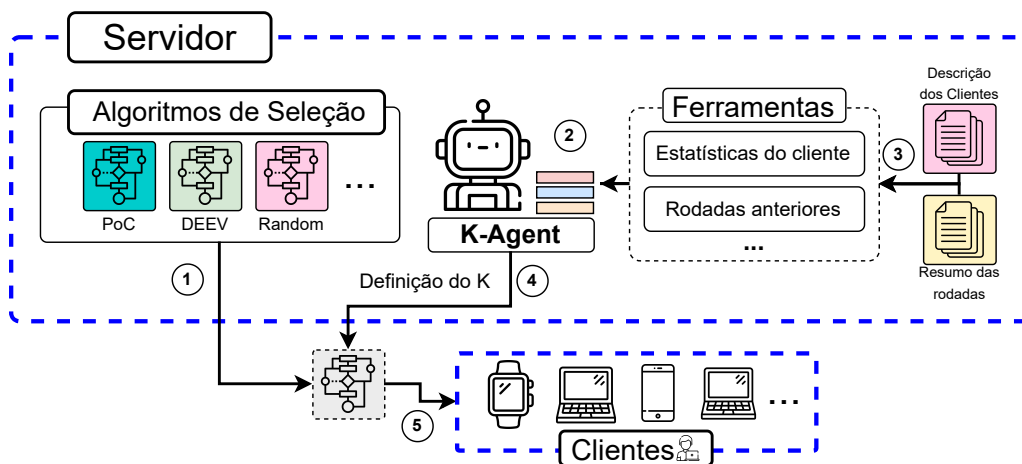 Servidor
Algoritmos de Seleção
PoC
DEEV
Random
...
1
K-Agent
2
Definição do K
4
Ferramentas
Estatísticas do cliente
Rodadas anteriores
...
3
Descrição
dos Clientes
Resumo das
rodadas
5
...
Clientes